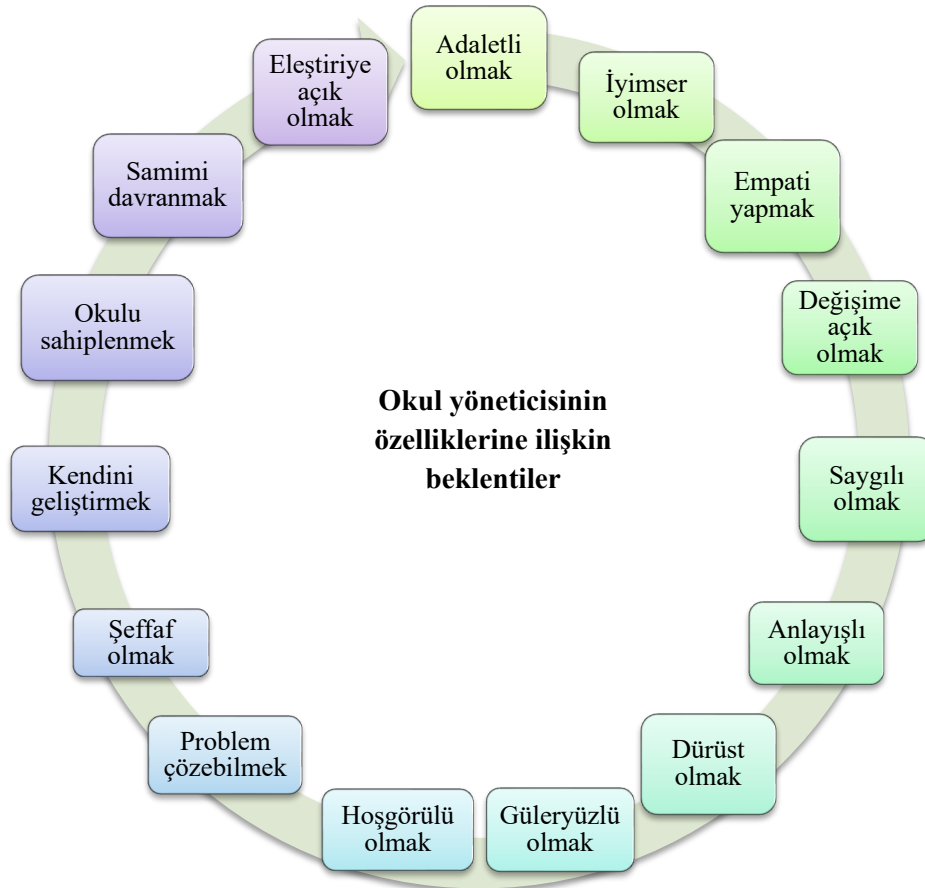 Adaletli
olmak
İyimser
olmak
Empati
yapmak
Değişime
açık
olmak
Saygılı
olmak
Anlayışlı
olmak
Dürüst
olmak
Güleryüzlü
olmak
Hoşgörülü
olmak
Problem
çözebilmek
Şeffaf
olmak
Kendini
geliştirmek
Okulu
sahiplenmek
Samimi
davranmak
Eleştiriye
açık
olmak
Okul yöneticisinin
özelliklerine ilişkin
beklentiler